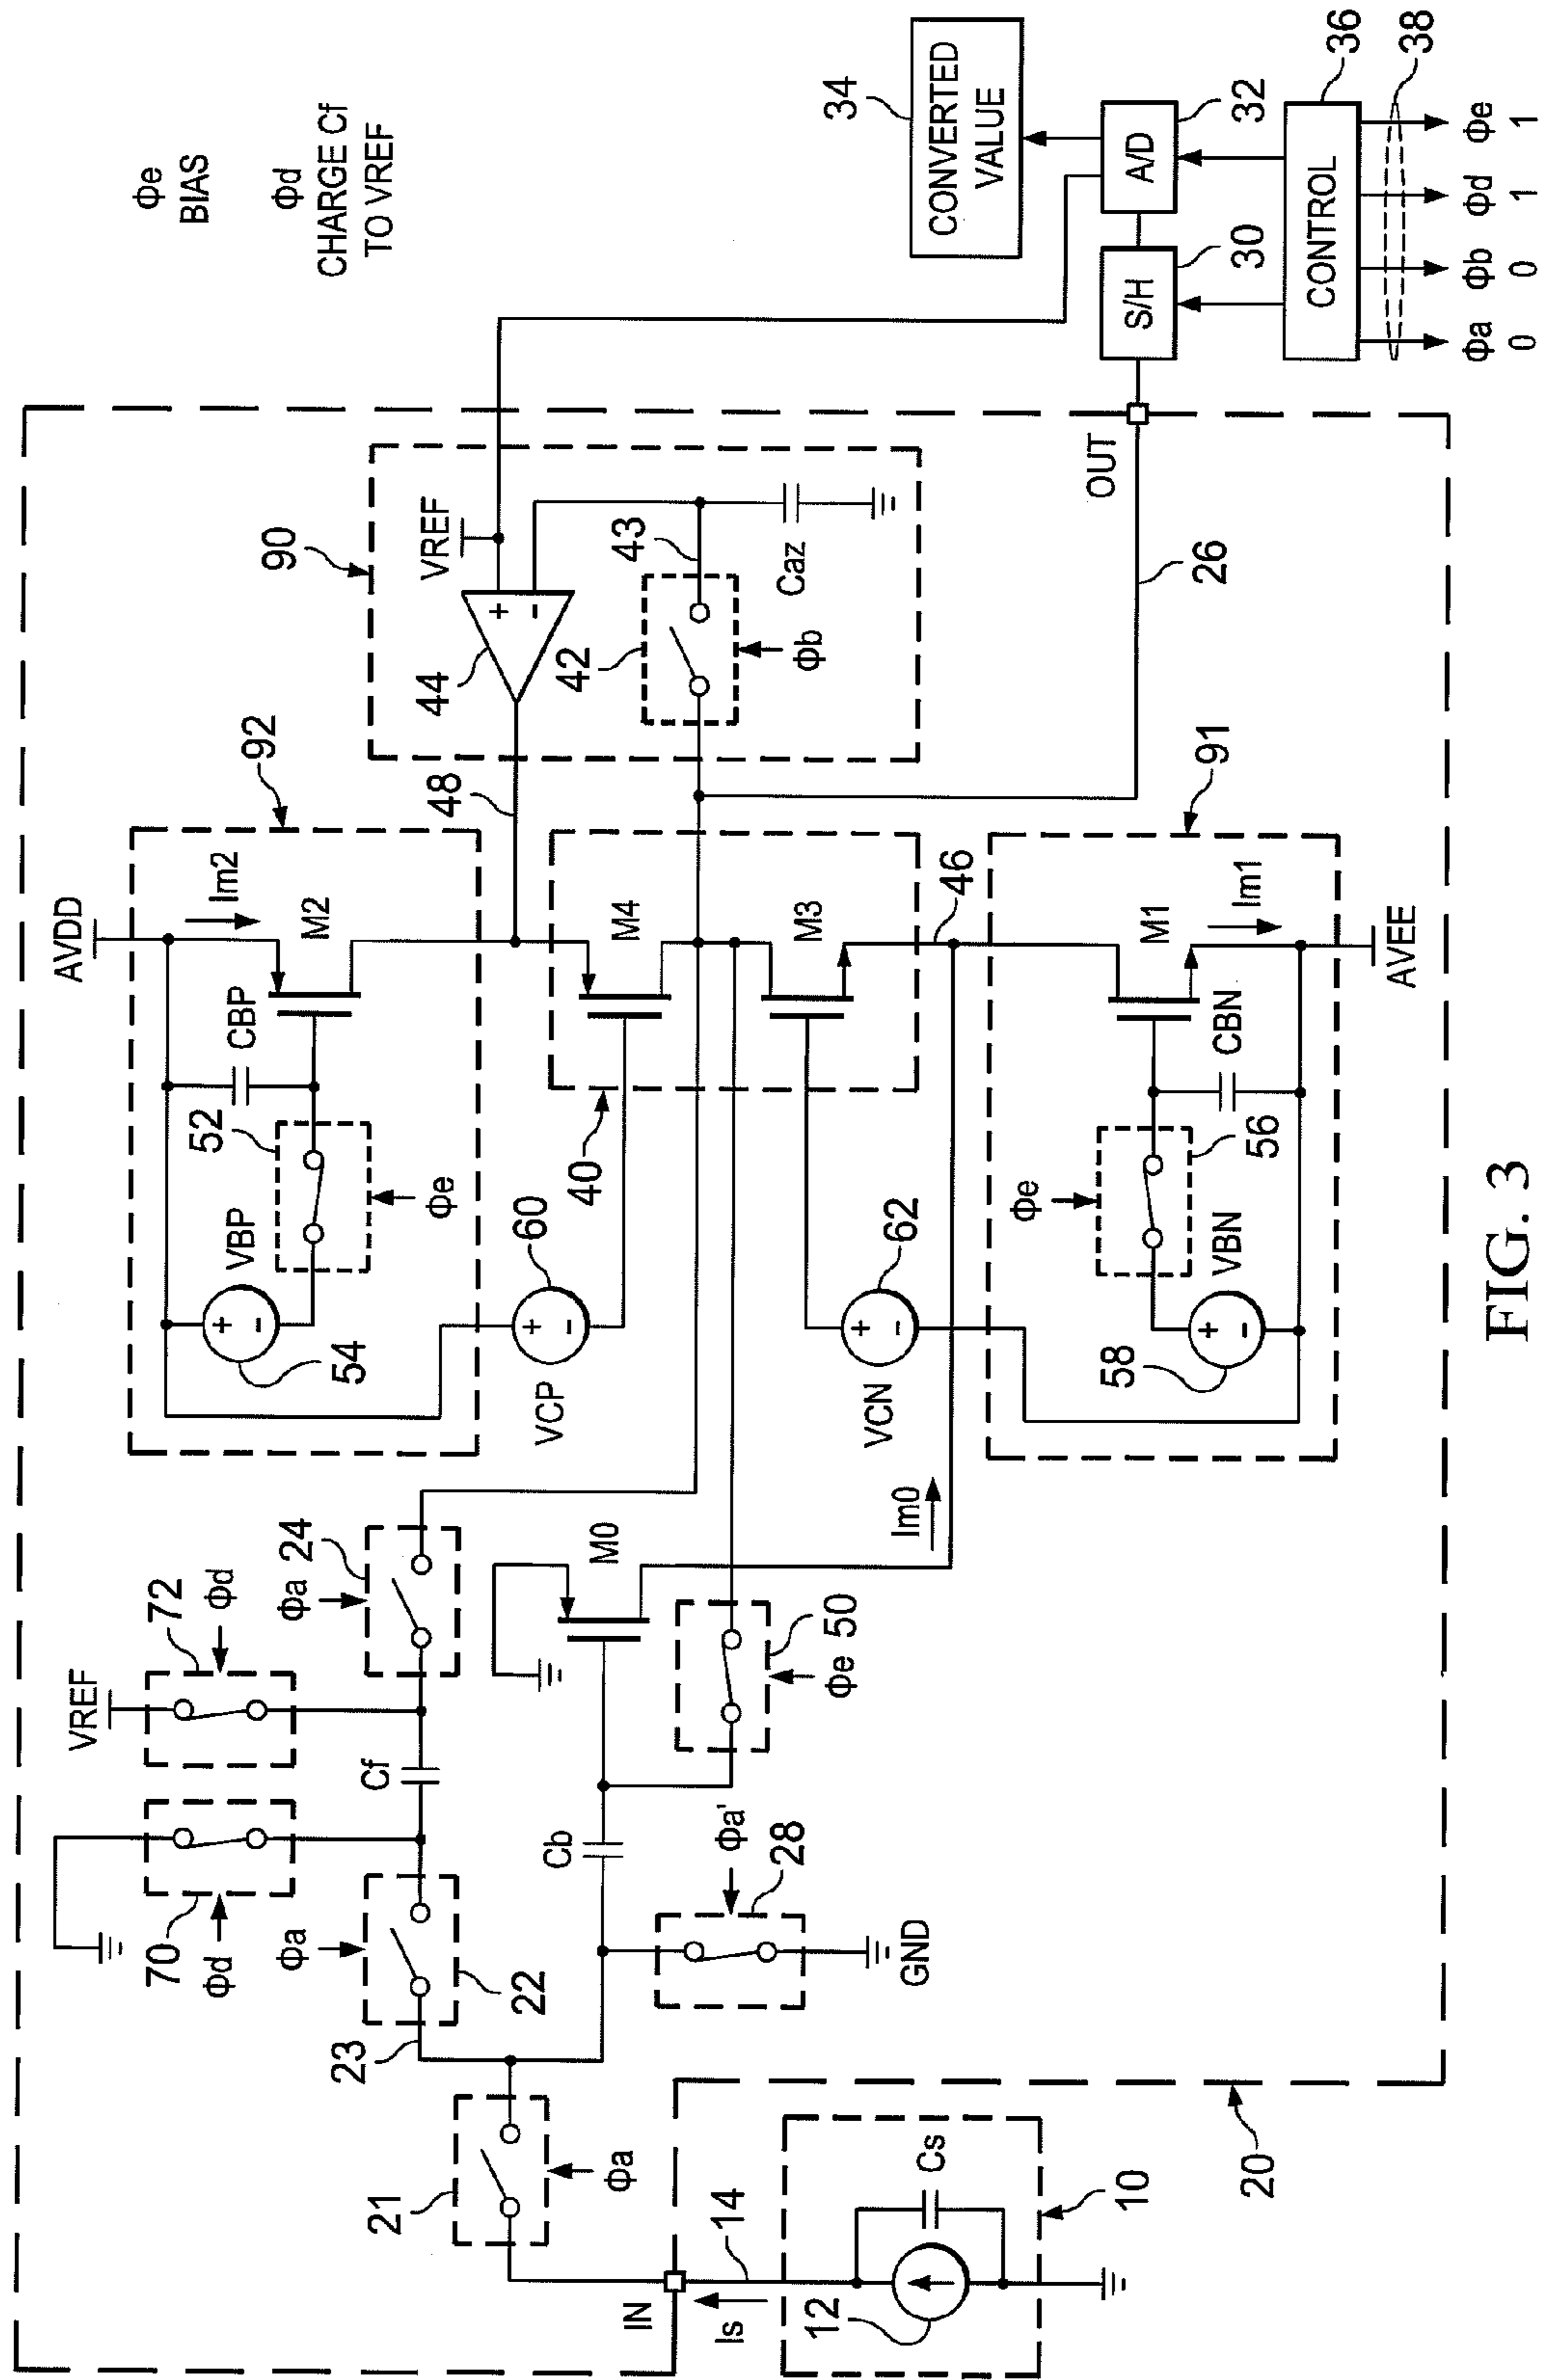 Φe
BIAS
Φd
CHARGE Cf
TO VREF
34
CONVERTED
VALUE
A/D
32
S/H
30
CONTROL
36
38
Φa
Φb
Φd
Φe
0
0
1
1
90
VREF
+
-
44
42
43
Φb
Caz
OUT
26
92
AVDD
Im2
M2
CBP
52
VBP
+
-
54
Φe
48
M4
M3
40
60
+
-
VCP
62
+
-
VCN
46
91
M1
Im1
CBN
AVEE
56
Φe
VBN
+
-
58
Im0
VREF
72
Φd
70
Φd
Cf
Φa
24
Φa
22
23
M0
50
Φe
Cb
Φa'
28
GND
21
Φa
IN
Is
14
12
Cs
10
20
FIG. 3